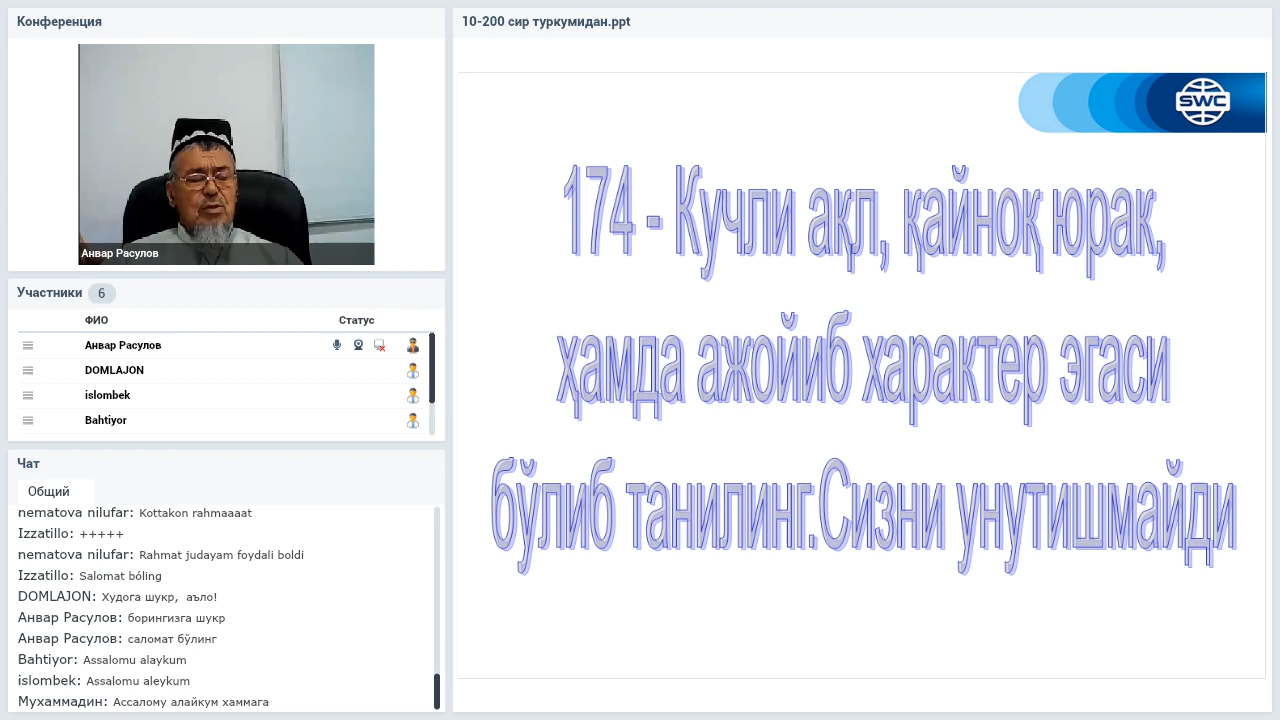 Конференция
Анвар Расулов
Участники 6
ФИО Статус
Анвар Расулов
DOMLAJON
islombek
Bahtiyor
Чат
Общий
nematova nilufar: Kottakon rahmaaaat
Izzatillo: +++++
nematova nilufar: Rahmat judayam foydali boldi
Izzatillo: Salomat bóling
DOMLAJON: Худога шукр, аъло!
Анвар Расулов: борингизга шукр
Анвар Расулов: саломат бўлинг
Bahtiyor: Assalomu alaykum
islombek: Assalomu aleykum
Мухаммадин: Ассалому алайкум хаммага
10-200 сир туркумидан.ppt
SWC
174 - Кучли ақл, қайноқ юрак,
ҳамда ажойиб характер эгаси
бўлиб танилинг.Сизни унутишмайди